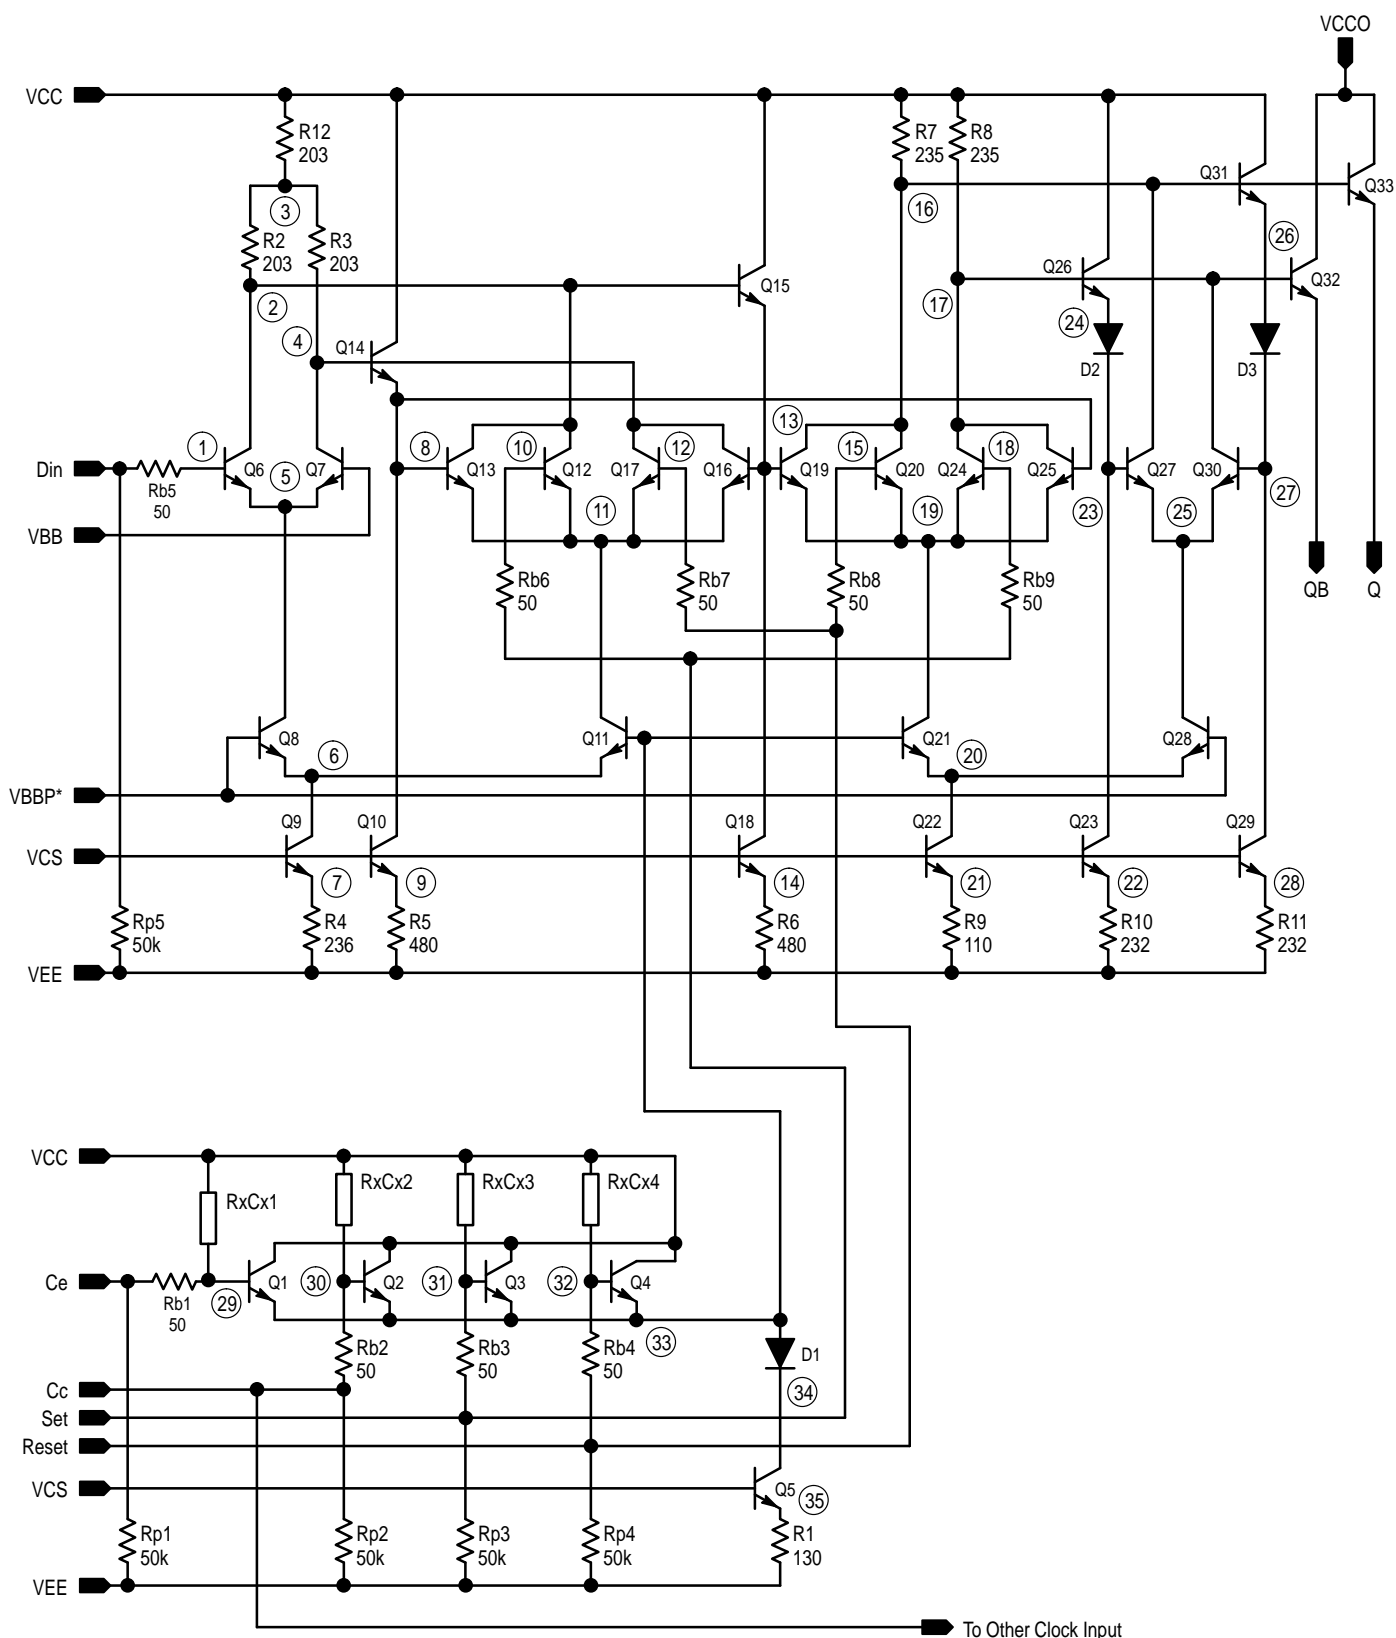 VCCO
VCC
R12
203
R7
235
R8
235
Q31
Q33
3
16
R2
203
R3
203
26
Q26
Q32
Q15
2
17
24
4
Q14
D2
D3
13
1
8
10
12
15
18
Din
Q6
5
Q7
Q13
Q12
Q17
Q16
Q19
Q20
Q24
Q25
Q27
Q30
27
Rb5
50
11
19
23
25
VBB
Rb6
50
Rb7
50
Rb8
50
Rb9
50
QB
Q
Q8
6
Q11
Q21
20
Q28
VBBP*
Q9
Q10
Q18
Q22
Q23
Q29
VCS
7
9
14
21
22
28
Rp5
50k
R4
236
R5
480
R6
480
R9
110
R10
232
R11
232
VEE
VCC
RxCx1
RxCx2
RxCx3
RxCx4
Ce
Rb1
50
29
Q1
30
Q2
31
Q3
32
Q4
33
Rb2
50
Rb3
50
Rb4
50
D1
34
Cc
Set
Reset
VCS
Q5
35
Rp1
50k
Rp2
50k
Rp3
50k
Rp4
50k
R1
130
VEE
To Other Clock Input